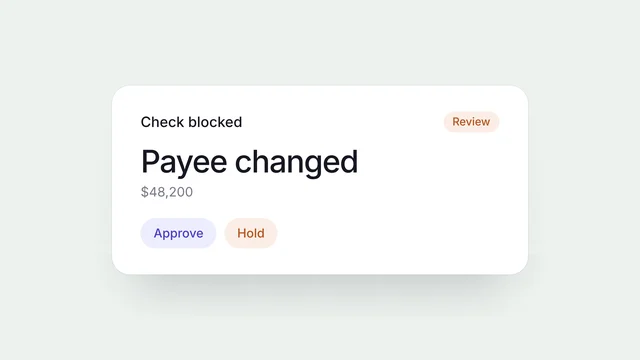 Check blocked
Review
Payee changed
$48,200
Approve
Hold